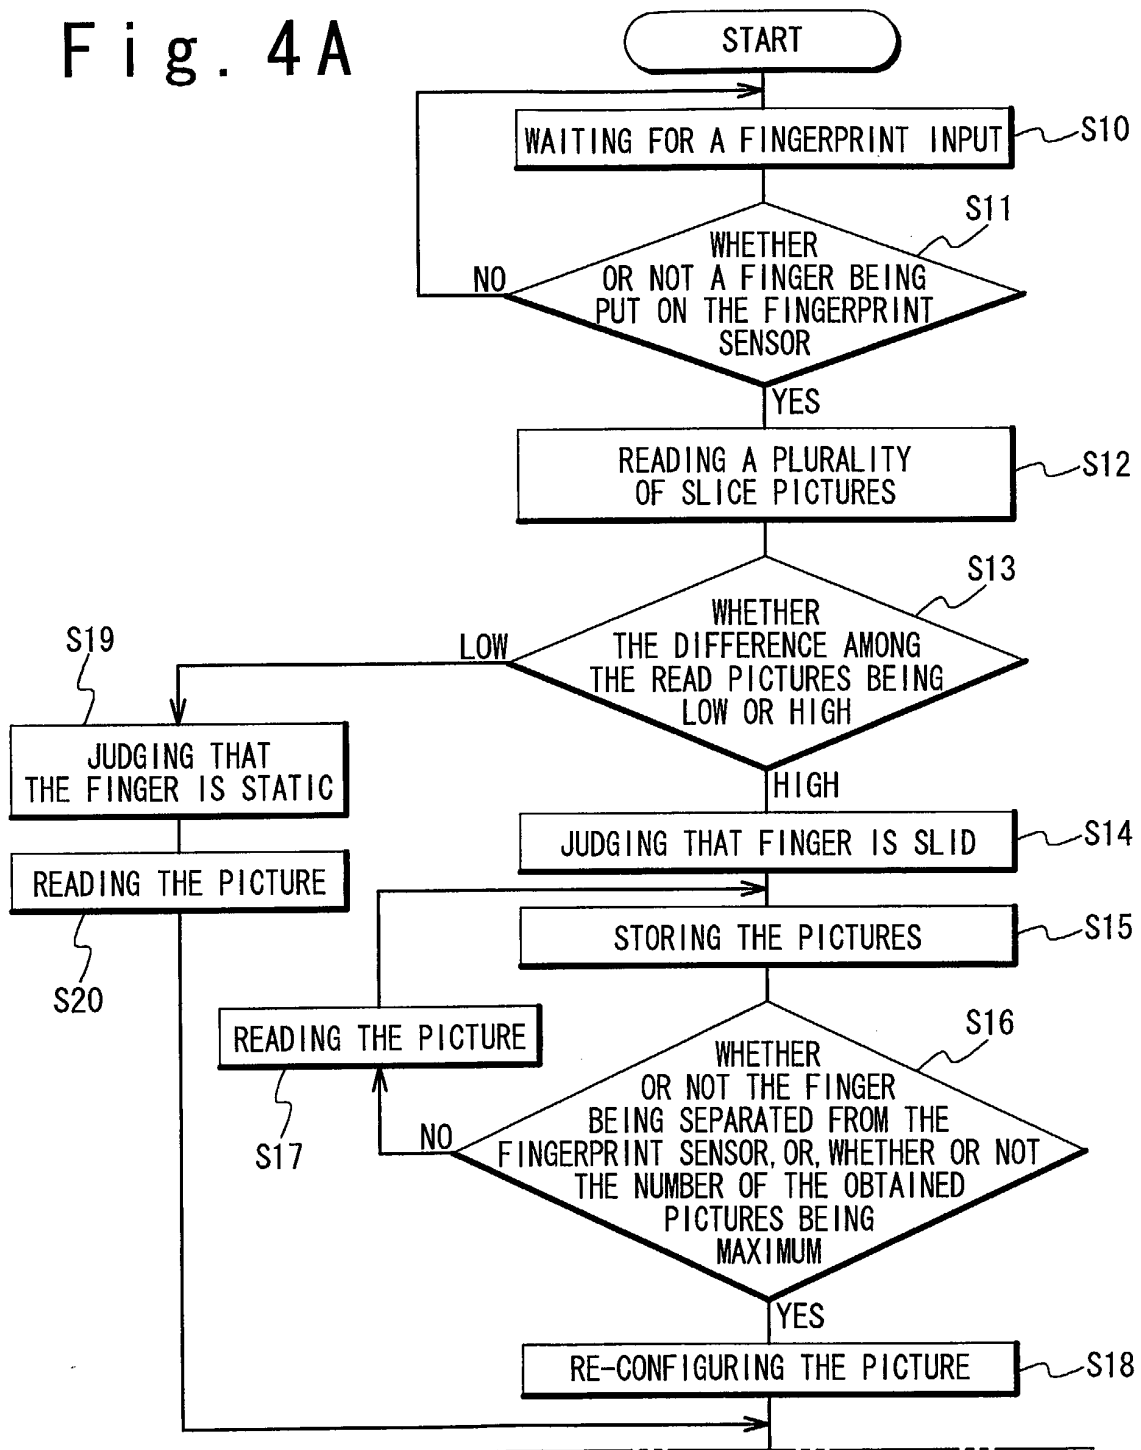 Fig. 4A
START
WAITING FOR A FINGERPRINT INPUT
S10
S11
WHETHER
OR NOT A FINGER BEING
PUT ON THE FINGERPRINT
SENSOR
NO
YES
READING A PLURALITY
OF SLICE PICTURES
S12
S13
WHETHER
THE DIFFERENCE AMONG
THE READ PICTURES BEING
LOW OR HIGH
LOW
HIGH
S19
JUDGING THAT
THE FINGER IS STATIC
JUDGING THAT FINGER IS SLID
S14
READING THE PICTURE
S20
STORING THE PICTURES
S15
READING THE PICTURE
S17
S16
WHETHER
OR NOT THE FINGER
BEING SEPARATED FROM THE
FINGERPRINT SENSOR, OR, WHETHER OR NOT
THE NUMBER OF THE OBTAINED
PICTURES BEING
MAXIMUM
NO
YES
RE-CONFIGURING THE PICTURE
S18